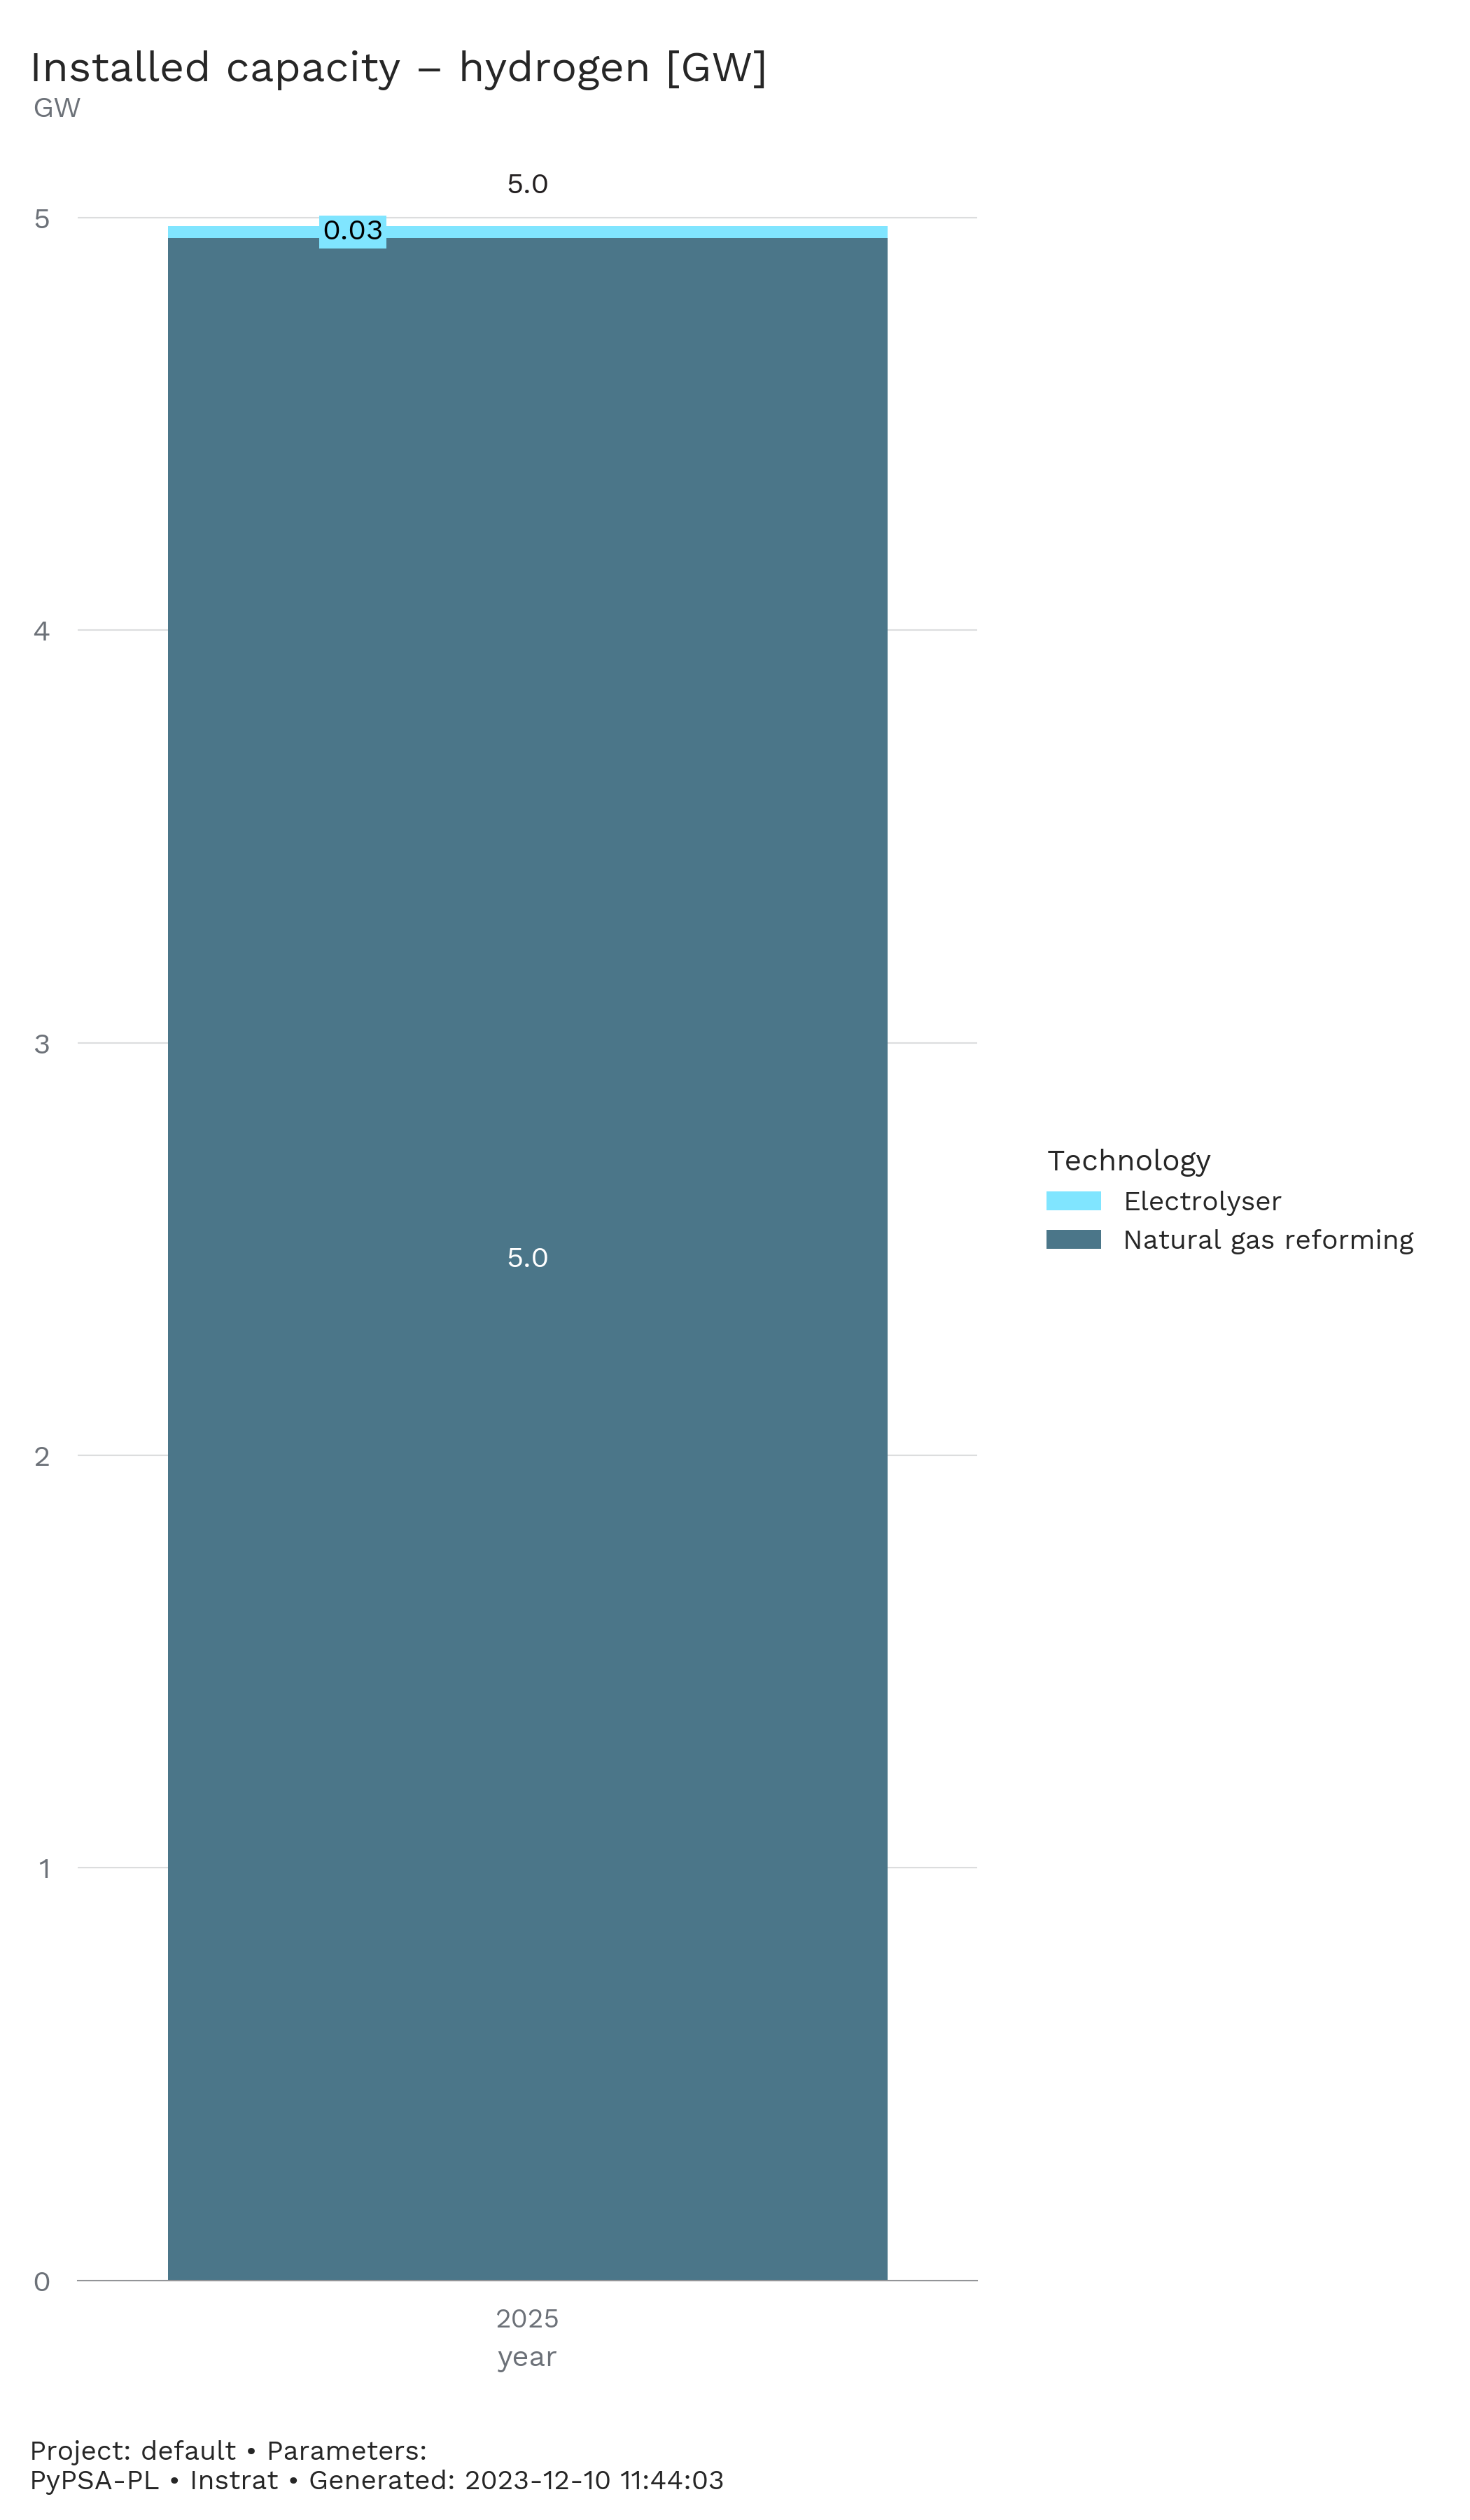 Installed capacity – hydrogen [GW]
GW
5.0
5
0.03
4
3
Technology
Electrolyser
Natural gas reforming
5.0
2
1
0
2025
year
Project: default • Parameters:
PyPSA-PL • Instrat • Generated: 2023-12-10 11:44:03